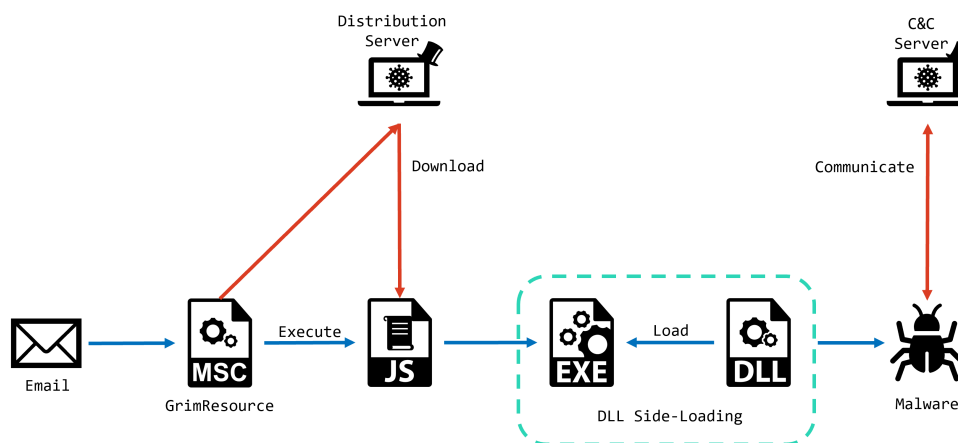 Distribution
Server
C&C
Server
Download
Communicate
Execute
Load
MSC
JS
EXE
DLL
Email
GrimResource
DLL Side-Loading
Malware